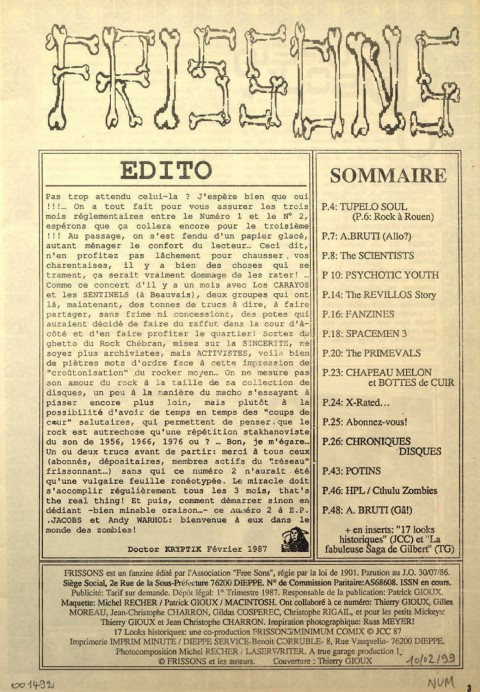 FRISSONS
EDITO
Pas trop attendu celui-la ? J'espère bien que oui
!!!… On a tout fait pour vous assurer les trois
mois réglementaires entre le Numéro 1 et le N° 2,
espérons que ça collera encore pour le troisième
!!! Au passage, on s'est fendu d'un papier glacé,
autant ménager le confort du lecteur… Ceci dit,
n'en profitez pas lâchement pour chausser vos
charentaises, il y a bien des choses qui se
trament, ça serait vraiment dommage de les rater! …
Comme ce concert d'il y a un mois avec Los CARAYOS
et les SENTINELS (à Beauvais), deux groupes qui ont
là, maintenant, des tonnes de trucs à dire, à faire
partager, sans frime ni concession, des potes qui
auraient décidé de faire du raffut dans la cour d'à-
côté et d'en faire profiter le quartier! Sortez du
ghetto du Rock Chébran, misez sur la SINCERITE, ne
soyez plus archivistes, mais ACTIVISTES, voilà bien
de piètres mots d'ordre face à cette impression de
"croûtonisation" du rocker moyen… On ne mesure pas
son amour du rock à la taille de sa collection de
disques, un peu à la manière du macho s'essayant à
pisser encore plus loin, mais plutôt à la
possibilité d'avoir de temps en temps des "coups de
cœur" salutaires, qui permettent de penser que le
rock est autrechose qu'une répétition stakhanoviste
du son de 1956, 1966, 1976 ou ? … Bon, je m'égare…
Un ou deux trucs avant de partir: merci à tous ceux
(abonnés, dépositaires, membres actifs du "réseau"
frissonnant…) sans qui ce numéro 2 n'aurait été
qu'une vulgaire feuille ronéotypée. Le miracle doit
s'accomplir régulièrement tous les 3 mois, that's
the real thing! Et puis, comment démarrer sinon en
dédiant -bien minable oraison…- ce numéro 2 à E.P.
.JACOBS et Andy WARHOL: bienvenue à eux dans le
monde des zombies!
Doctor KRYPTIK Février 1987
SOMMAIRE
P.4: TUPELO SOUL
(P.6: Rock à Rouen)
P.7: A.BRUTI (Allo?)
P.8: The SCIENTISTS
P 10: PSYCHOTIC YOUTH
P.14: The REVILLOS Story
P.16: FANZINES
P.18: SPACEMEN 3
P.20: The PRIMEVALS
P.23: CHAPEAU MELON
et BOTTES de CUIR
P.24: X-Rated…
P.25: Abonnez-vous!
P.26: CHRONIQUES
DISQUES
P.43: POTINS
P.46: HPL / Cthulu Zombies
P.48: A. BRUTI (Gâ!)
+ en inserts: "17 looks
historiques" (JCC) et "La
fabuleuse Saga de Gilbert" (TG)
FRISSONS est un fanzine édité par l'Association "Free Sons", régie par la loi de 1901. Parution au J.O. 30/07/86.
Siège Social, 2e Rue de la Sous-Préfecture 76200 DIEPPE. N° de Commission Paritaire:AS68608. ISSN en cours.
Publicité: Tarif sur demande. Dépôt légal: 1° Trimestre 1987. Responsable de la publication: Patrick GIOUX.
Maquette: Michel RECHER / Patrick GIOUX / MACINTOSH. Ont collaboré à ce numéro: Thierry GIOUX, Gilles
MOREAU, Jean-Christophe CHARRON, Gildas COSPEREC, Christophe RIGAIL, et pour les petits Mickeys:
Thierry GIOUX et Jean Christophe CHARRON. Inspiration photographique: Russ MEYER!
17 Looks historiques: une co-production FRISSONS/MINIMUM COMIX © JCC 87
Imprimerie IMPRIM MINUTE / DIEPPE SERVICE-Benoit CORRUBLE- 8, Rue Vauquelin- 76200 DIEPPE.
Photocomposition Michel RECHER / LASERWRITER. A true garage production !
© FRISSONS et les auteurs. Couverture : Thierry GIOUX
10/02/99
001492
NUM
3